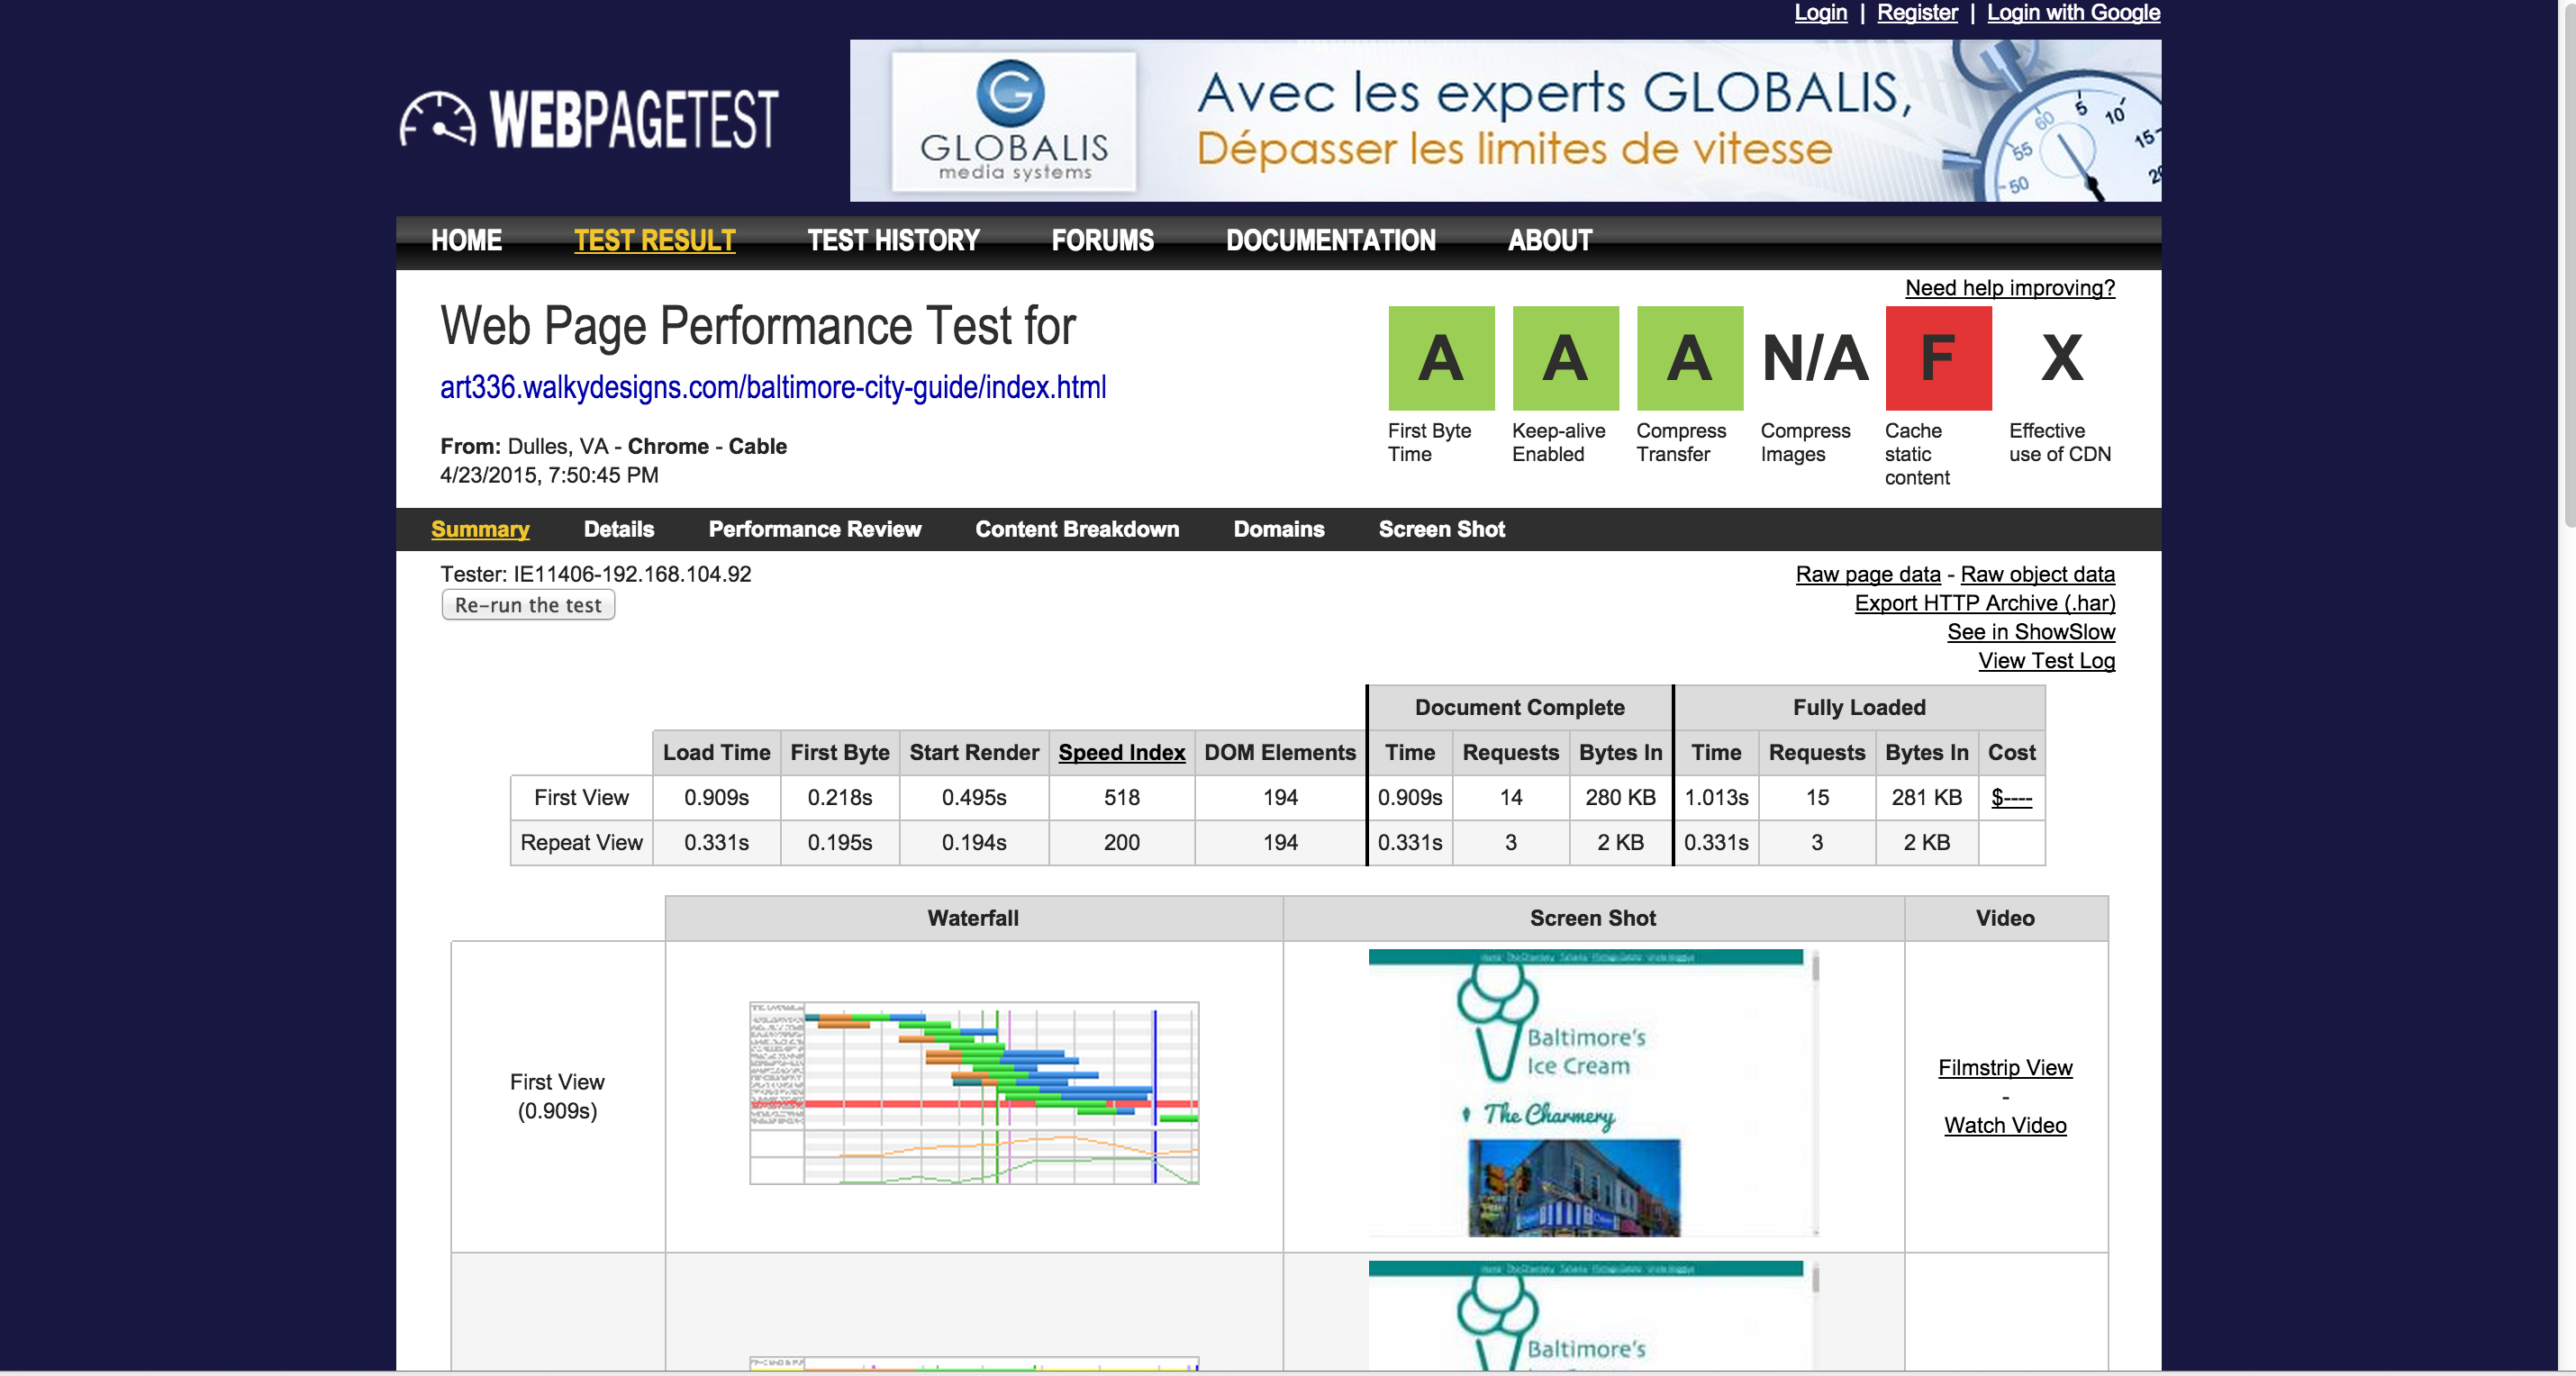 Login | Register | Login with Google
WEBPAGETEST
G
GLOBALIS
media systems
Avec les experts GLOBALIS,
Dépasser les limites de vitesse
50 55 60 5 10 15
HOME TEST RESULT TEST HISTORY FORUMS DOCUMENTATION ABOUT
Need help improving?
Web Page Performance Test for
art336.walkydesigns.com/baltimore-city-guide/index.html
From: Dulles, VA - Chrome - Cable
4/23/2015, 7:50:45 PM
A A A N/A F X
First Byte Time
Keep-alive Enabled
Compress Transfer
Compress Images
Cache static content
Effective use of CDN
Summary Details Performance Review Content Breakdown Domains Screen Shot
Tester: IE11406-192.168.104.92
Re-run the test
Raw page data - Raw object data
Export HTTP Archive (.har)
See in ShowSlow
View Test Log
Document Complete Fully Loaded
Load Time First Byte Start Render Speed Index DOM Elements Time Requests Bytes In Time Requests Bytes In Cost
First View 0.909s 0.218s 0.495s 518 194 0.909s 14 280 KB 1.013s 15 281 KB $----
Repeat View 0.331s 0.195s 0.194s 200 194 0.331s 3 2 KB 0.331s 3 2 KB
Waterfall Screen Shot Video
First View
(0.909s)
Baltimore's
Ice Cream
The Charmery
Filmstrip View
-
Watch Video
Baltimore's